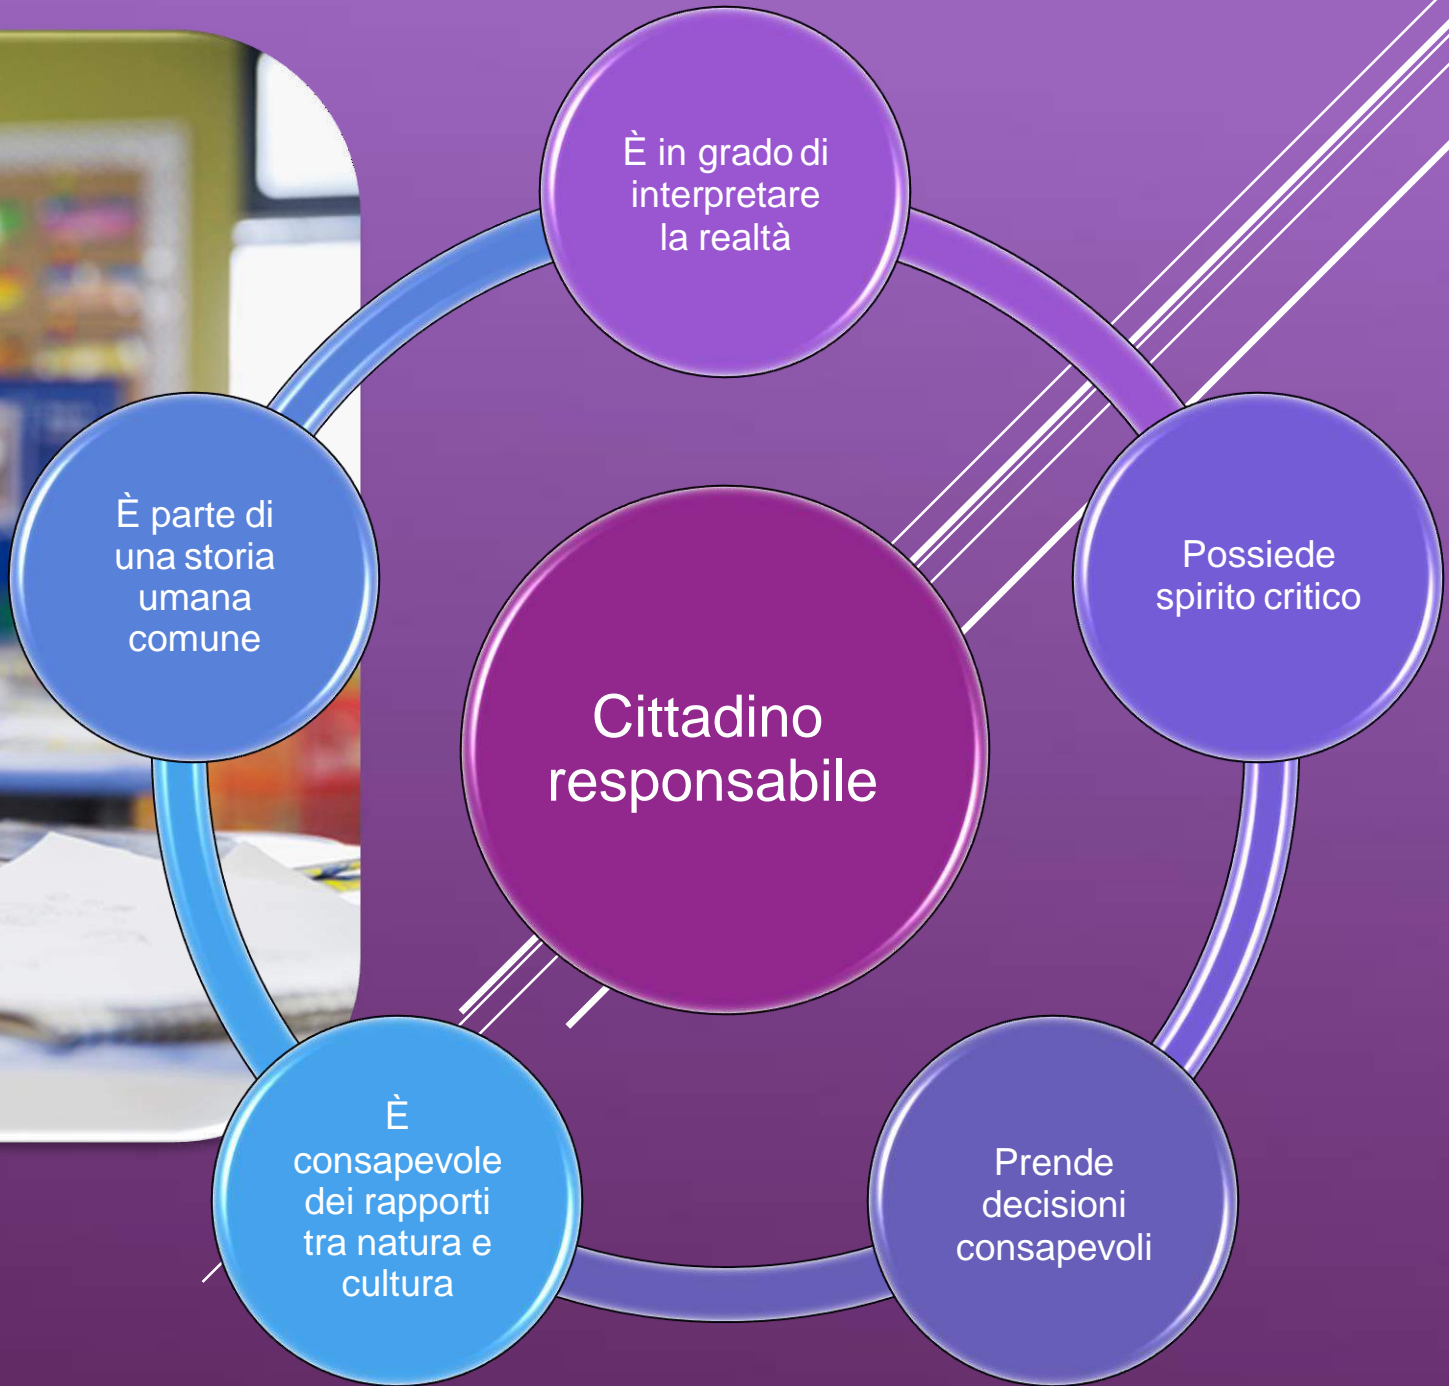 È in grado di
interpretare
la realtà
Possiede
spirito critico
Prende
decisioni
consapevoli
È
consapevole
dei rapporti
tra natura e
cultura
È parte di
una storia
umana
comune
Cittadino
responsabile